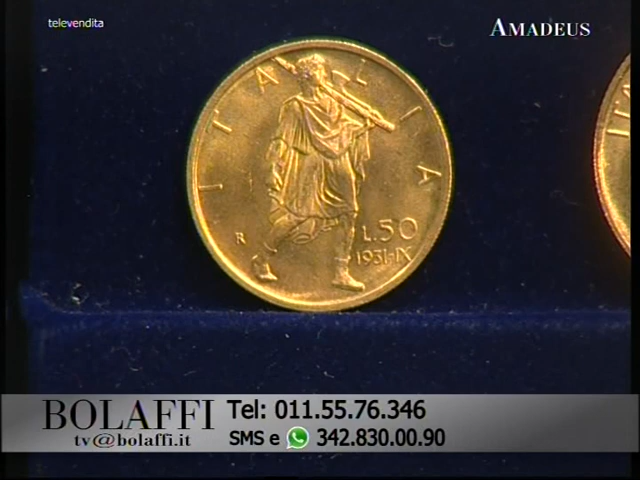 televendita
AMADEUS
ITALIA
R
L.50
1931-IX
BOLAFFI
tv@bolaffi.it
Tel: 011.55.76.346
SMS e 342.830.00.90